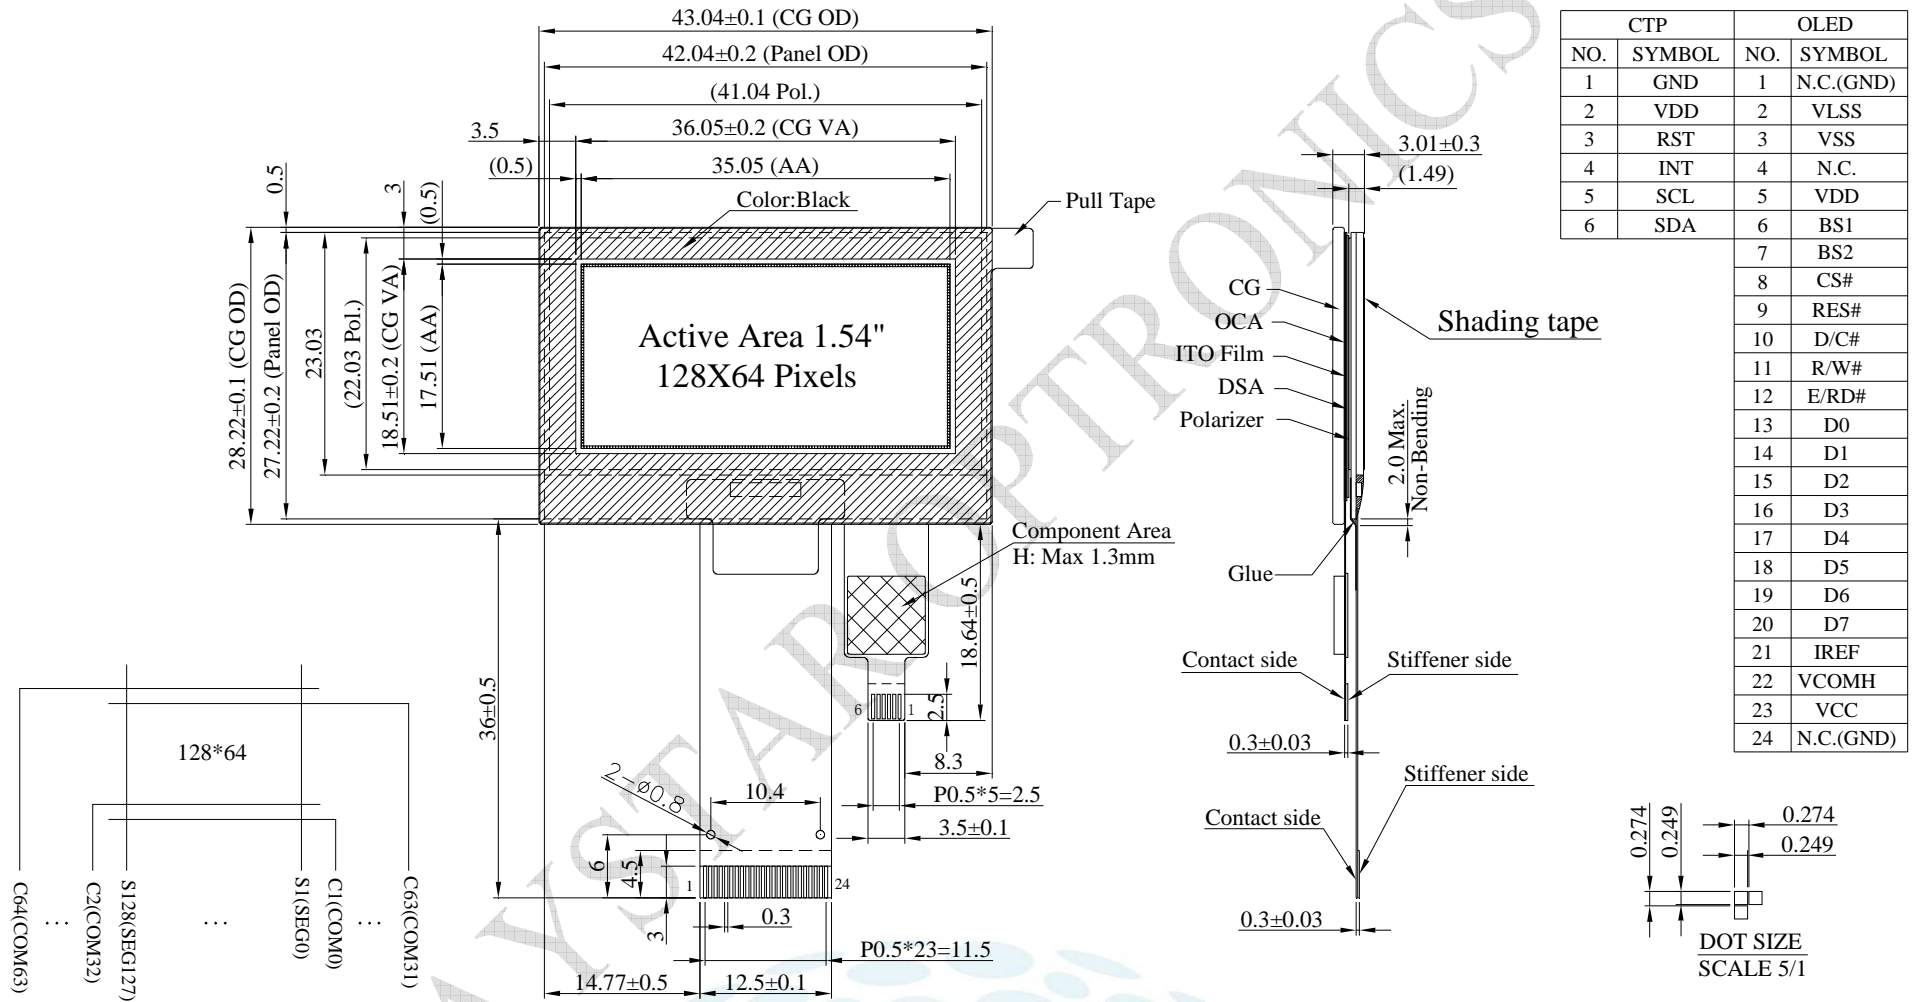 43.04±0.1 (CG OD)
42.04±0.2 (Panel OD)
(41.04 Pol.)
3.5
36.05±0.2 (CG VA)
(0.5)
35.05 (AA)
Color:Black
Pull Tape
0.5
3
(0.5)
28.22±0.1 (CG OD)
27.22±0.2 (Panel OD)
23.03
(22.03 Pol.)
18.51±0.2 (CG VA)
17.51 (AA)
Active Area 1.54"
128X64 Pixels
Component Area
H: Max 1.3mm
36±0.5
18.64±0.5
2.5
6
1
8.3
P0.5*5=2.5
3.5±0.1
2-ø0.8
10.4
6
4.5
3
1
24
0.3
P0.5*23=11.5
14.77±0.5
12.5±0.1
128*64
C64(COM63)
...
C2(COM32)
S128(SEG127)
...
S1(SEG0)
C1(COM0)
...
C63(COM31)
3.01±0.3
(1.49)
CG
OCA
ITO Film
DSA
Polarizer
Shading tape
2.0 Max.
Non-Bending
Glue
Contact side
Stiffener side
0.3±0.03
Stiffener side
Contact side
0.3±0.03
CTP OLED
NO. SYMBOL NO. SYMBOL
1 GND 1 N.C.(GND)
2 VDD 2 VLSS
3 RST 3 VSS
4 INT 4 N.C.
5 SCL 5 VDD
6 SDA 6 BS1
7 BS2
8 CS#
9 RES#
10 D/C#
11 R/W#
12 E/RD#
13 D0
14 D1
15 D2
16 D3
17 D4
18 D5
19 D6
20 D7
21 IREF
22 VCOMH
23 VCC
24 N.C.(GND)
0.274
0.249
0.274
0.249
DOT SIZE
SCALE 5/1
AYSTAR OPTRONICS